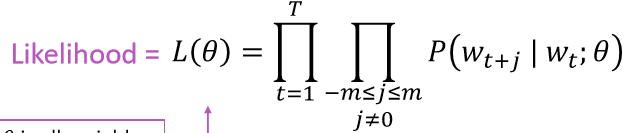 Likelihood = L(θ) = ∏ ∏ P(w_{t+j} | w_t; θ)
T
t=1 −m≤j≤m
j≠0